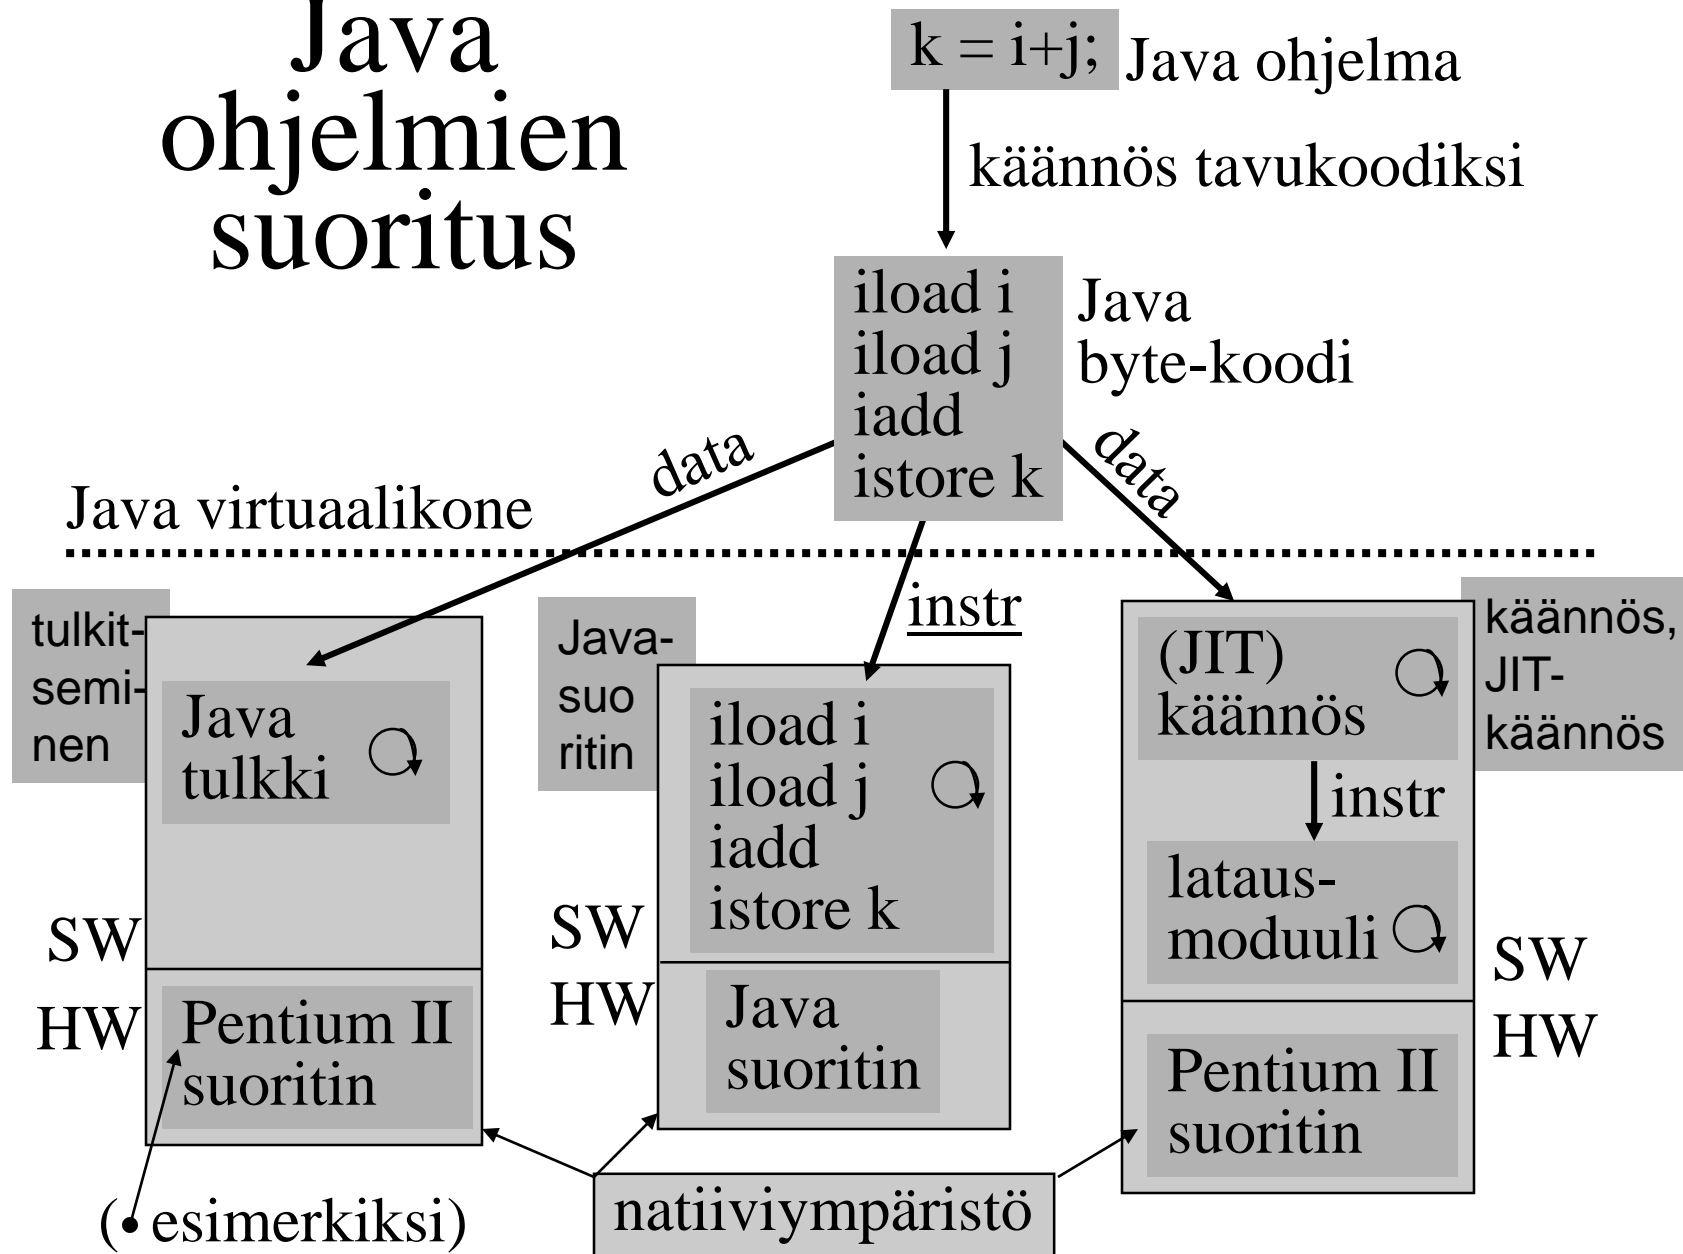 Java
ohjelmien
suoritus
k = i+j;
Java ohjelma
käännös tavukoodiksi
iload i
iload j
iadd
istore k
Java
byte-koodi
data
data
Java virtuaalikone
instr
tulkit-
semi-
nen
Java
tulkki
SW
HW
Pentium II
suoritin
(• esimerkiksi)
Java-
suo
ritin
iload i
iload j
iadd
istore k
SW
HW
Java
suoritin
natiiviympäristö
(JIT)
käännös
käännös,
JIT-
käännös
instr
lataus-
moduuli
SW
HW
Pentium II
suoritin